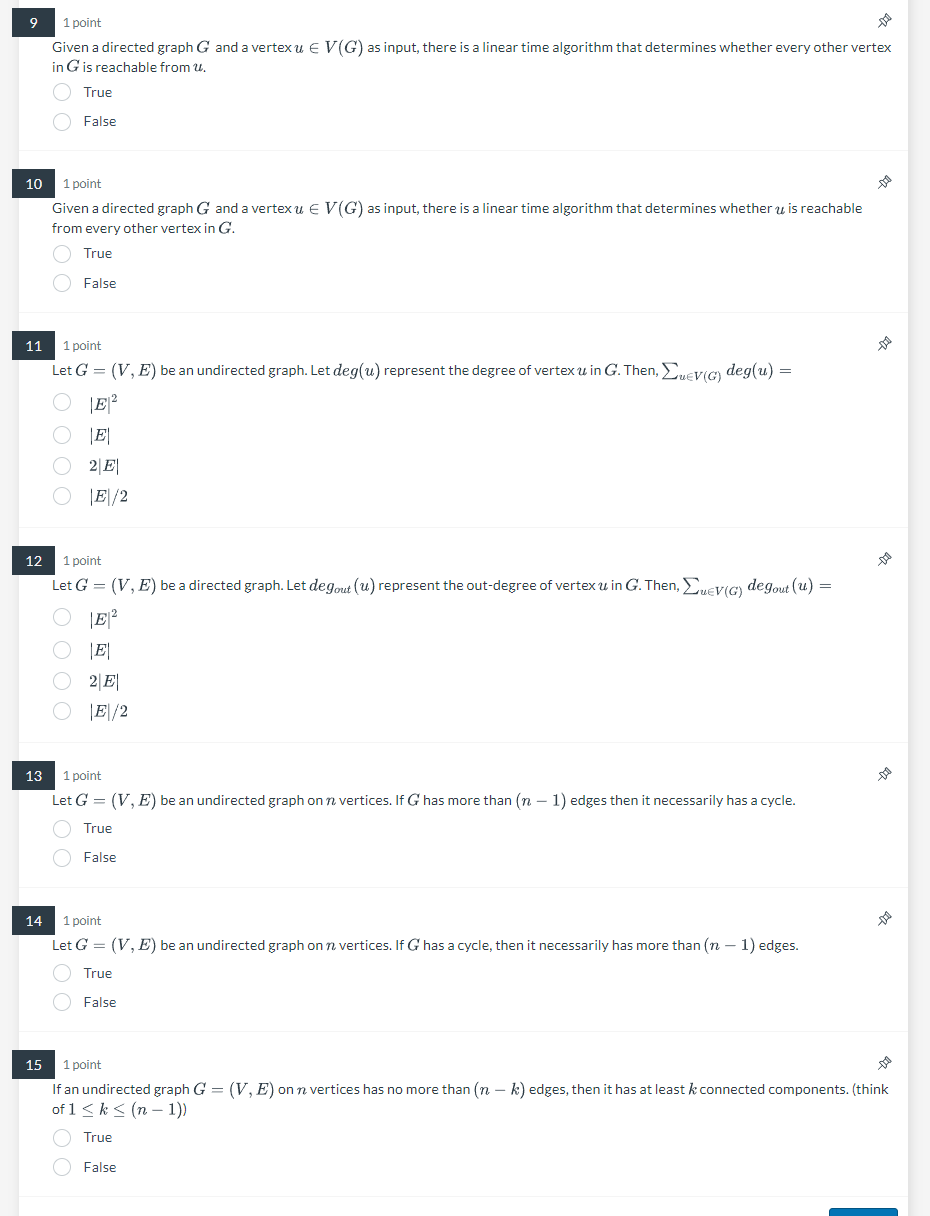 9
1 point
Given a directed graph G and a vertex u ∈ V(G) as input, there is a linear time algorithm that determines whether every other vertex
in G is reachable from u.
True
False
10
1 point
Given a directed graph G and a vertex u ∈ V(G) as input, there is a linear time algorithm that determines whether u is reachable
from every other vertex in G.
True
False
11
1 point
Let G = (V, E) be an undirected graph. Let deg(u) represent the degree of vertex u in G. Then, ∑_{u∈V(G)} deg(u) =
|E|²
|E|
2|E|
|E|/2
12
1 point
Let G = (V, E) be a directed graph. Let deg_{out}(u) represent the out-degree of vertex u in G. Then, ∑_{u∈V(G)} deg_{out}(u) =
|E|²
|E|
2|E|
|E|/2
13
1 point
Let G = (V, E) be an undirected graph on n vertices. If G has more than (n − 1) edges then it necessarily has a cycle.
True
False
14
1 point
Let G = (V, E) be an undirected graph on n vertices. If G has a cycle, then it necessarily has more than (n − 1) edges.
True
False
15
1 point
If an undirected graph G = (V, E) on n vertices has no more than (n − k) edges, then it has at least k connected components. (think
of 1 ≤ k ≤ (n − 1))
True
False